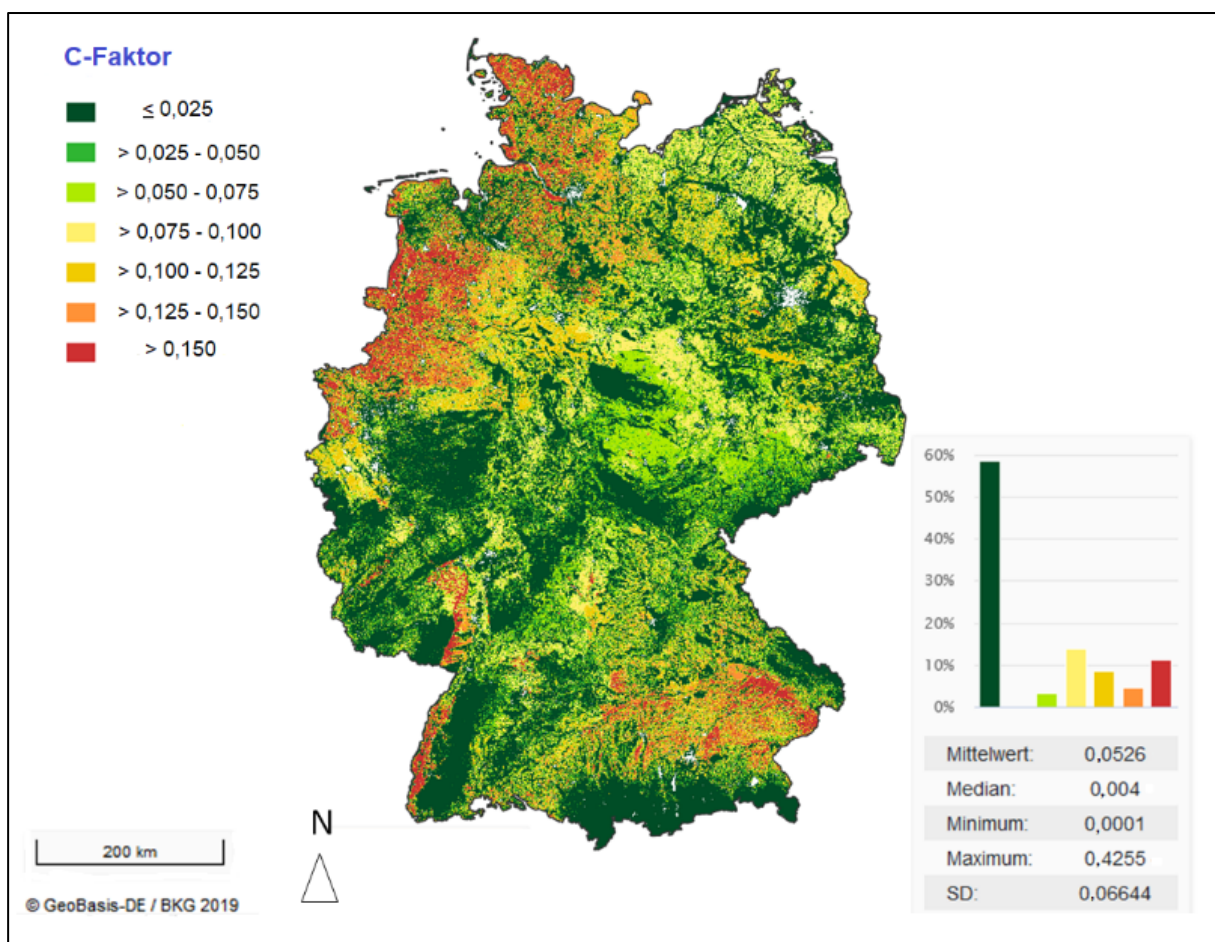 C-Faktor
≤ 0,025
> 0,025 - 0,050
> 0,050 - 0,075
> 0,075 - 0,100
> 0,100 - 0,125
> 0,125 - 0,150
> 0,150
60%
50%
40%
30%
20%
10%
0%
Mittelwert: 0,0526
Median: 0,004
Minimum: 0,0001
Maximum: 0,4255
SD: 0,06644
N
200 km
© GeoBasis-DE / BKG 2019